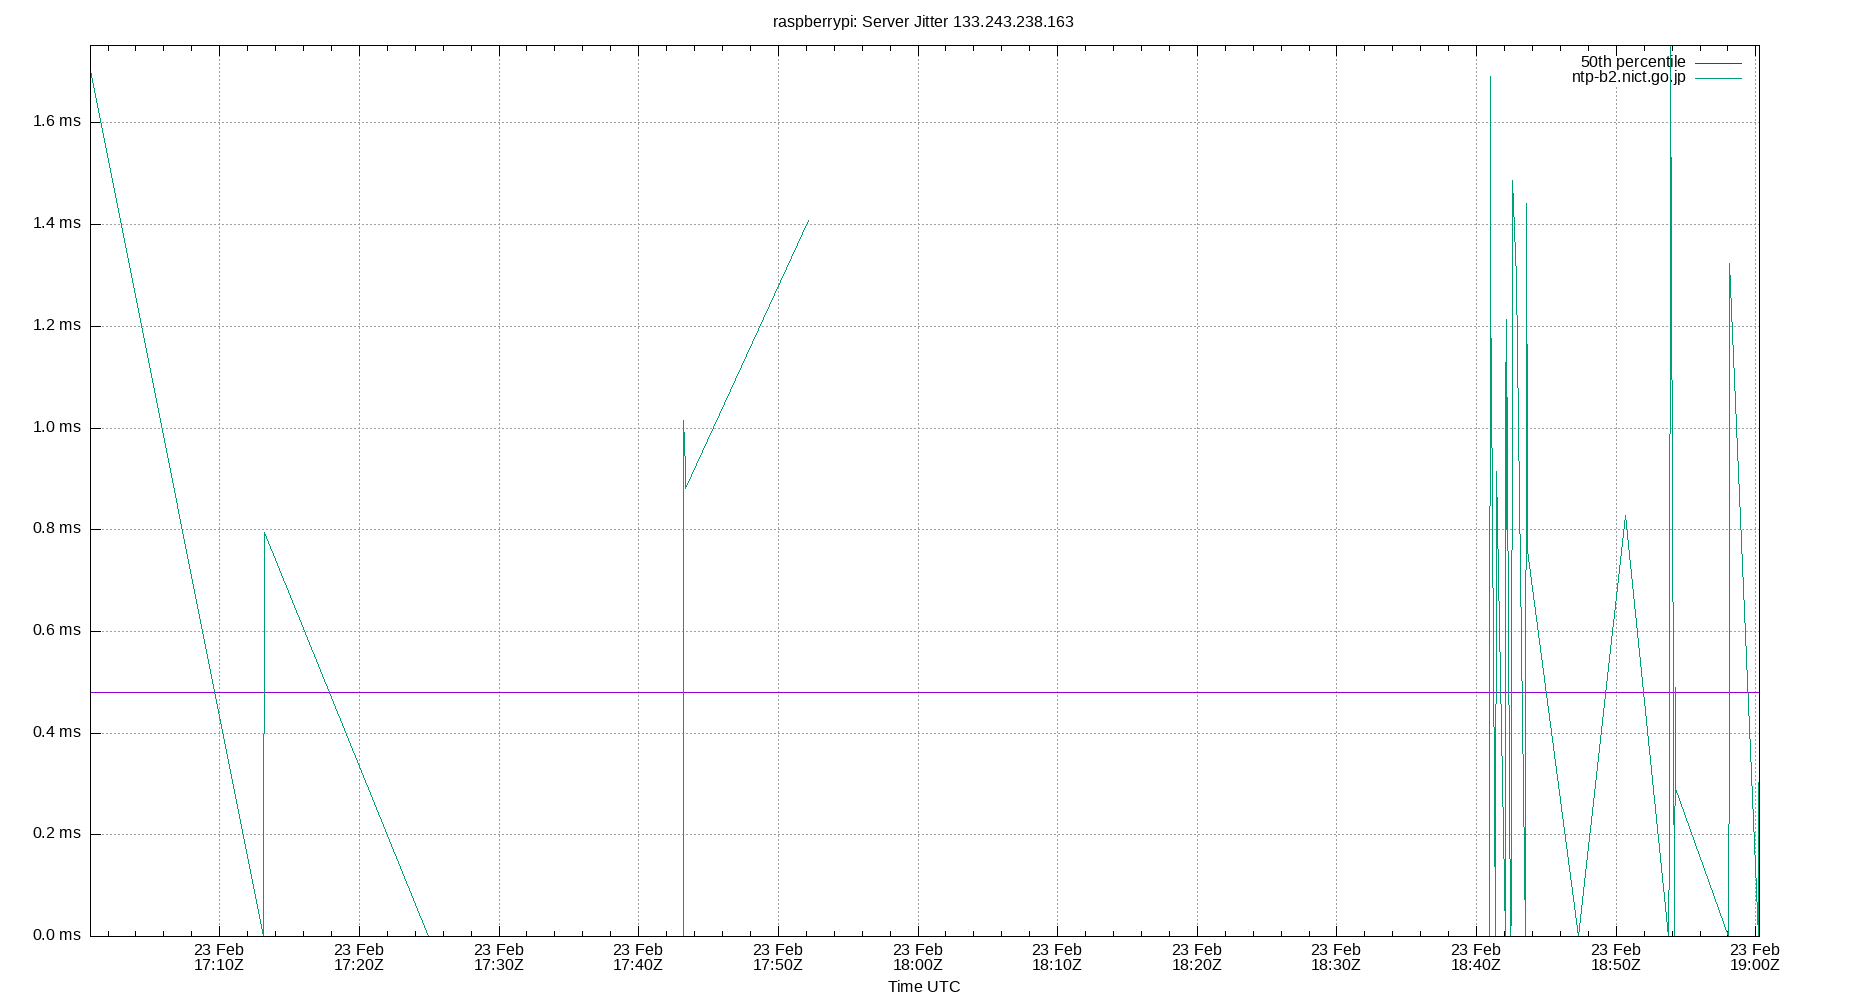 raspberrypi: Server Jitter 133.243.238.163
50th percentile
ntp-b2.nict.go.jp
1.6 ms
1.4 ms
1.2 ms
1.0 ms
0.8 ms
0.6 ms
0.4 ms
0.2 ms
0.0 ms
23 Feb 23 Feb 23 Feb 23 Feb 23 Feb 23 Feb 23 Feb 23 Feb 23 Feb 23 Feb 23 Feb 23 Feb
17:10Z 17:20Z 17:30Z 17:40Z 17:50Z 18:00Z 18:10Z 18:20Z 18:30Z 18:40Z 18:50Z 19:00Z
Time UTC